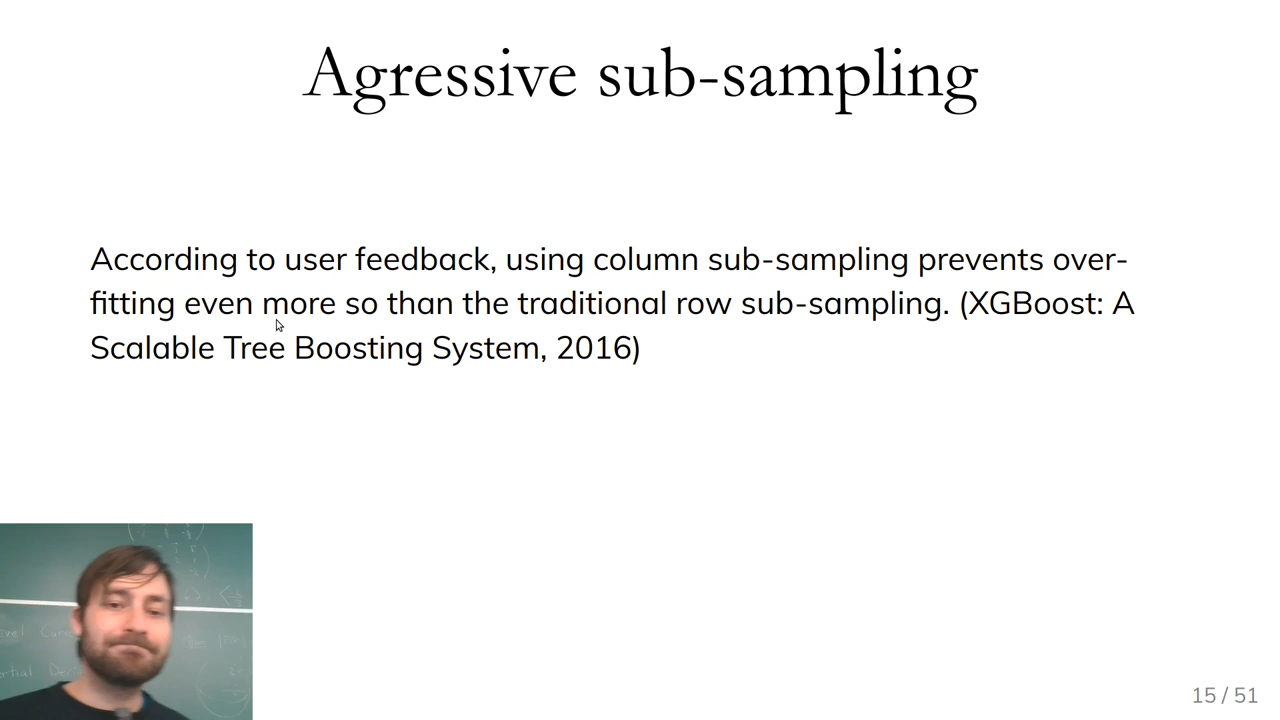 Agressive sub-sampling
According to user feedback, using column sub-sampling prevents over-
fitting even more so than the traditional row sub-sampling. (XGBoost: A
Scalable Tree Boosting System, 2016)
15 / 51